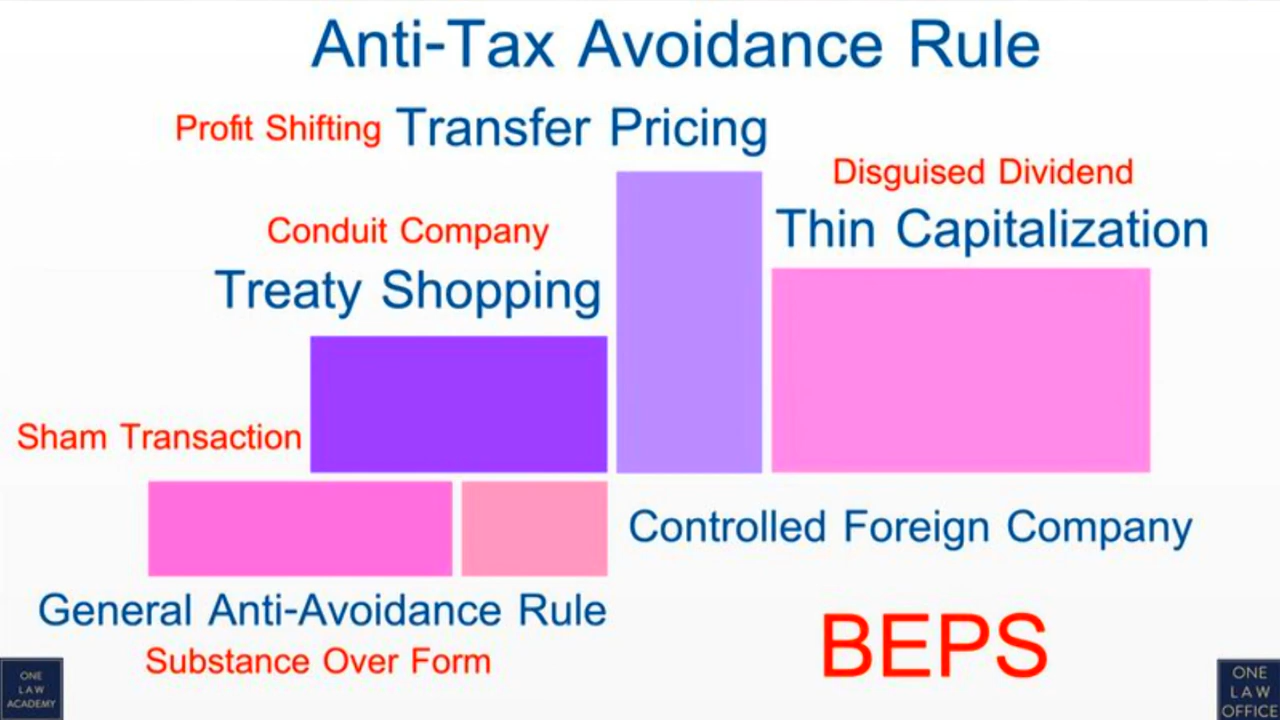 Anti-Tax Avoidance Rule
Profit Shifting Transfer Pricing
Disguised Dividend
Thin Capitalization
Conduit Company
Treaty Shopping
Sham Transaction
Controlled Foreign Company
General Anti-Avoidance Rule
Substance Over Form
BEPS
ONE
LAW
ACADEMY
ONE
LAW
OFFICE